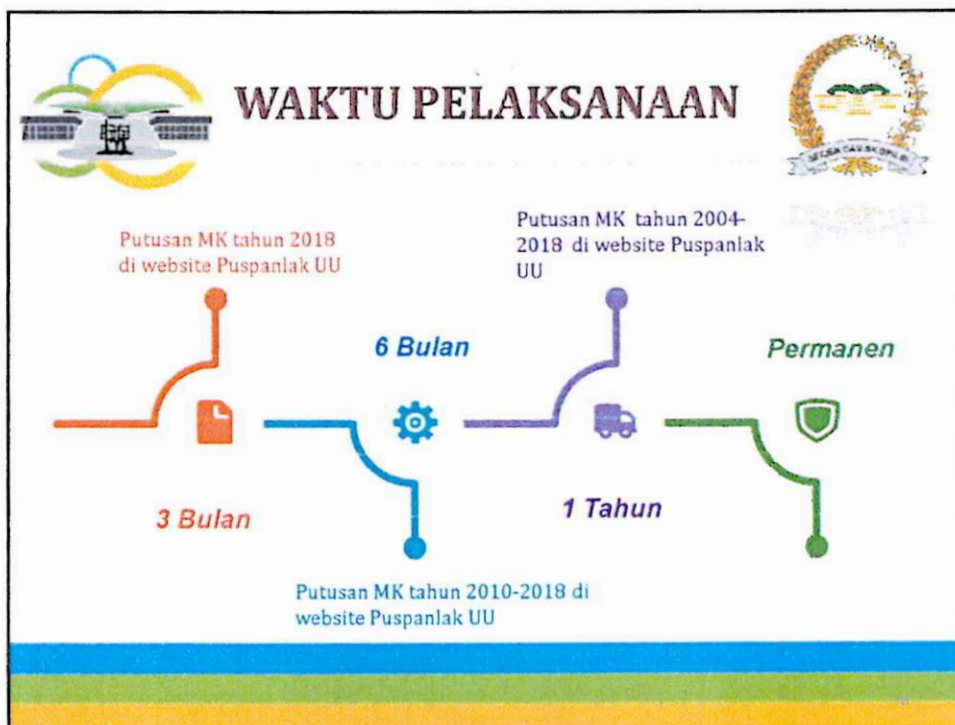 WAKTU PELAKSANAAN
Putusan MK tahun 2018
di website Puspanlak UU
3 Bulan
6 Bulan
Putusan MK tahun 2010-2018 di
website Puspanlak UU
Putusan MK tahun 2004-
2018 di website Puspanlak
UU
1 Tahun
Permanen